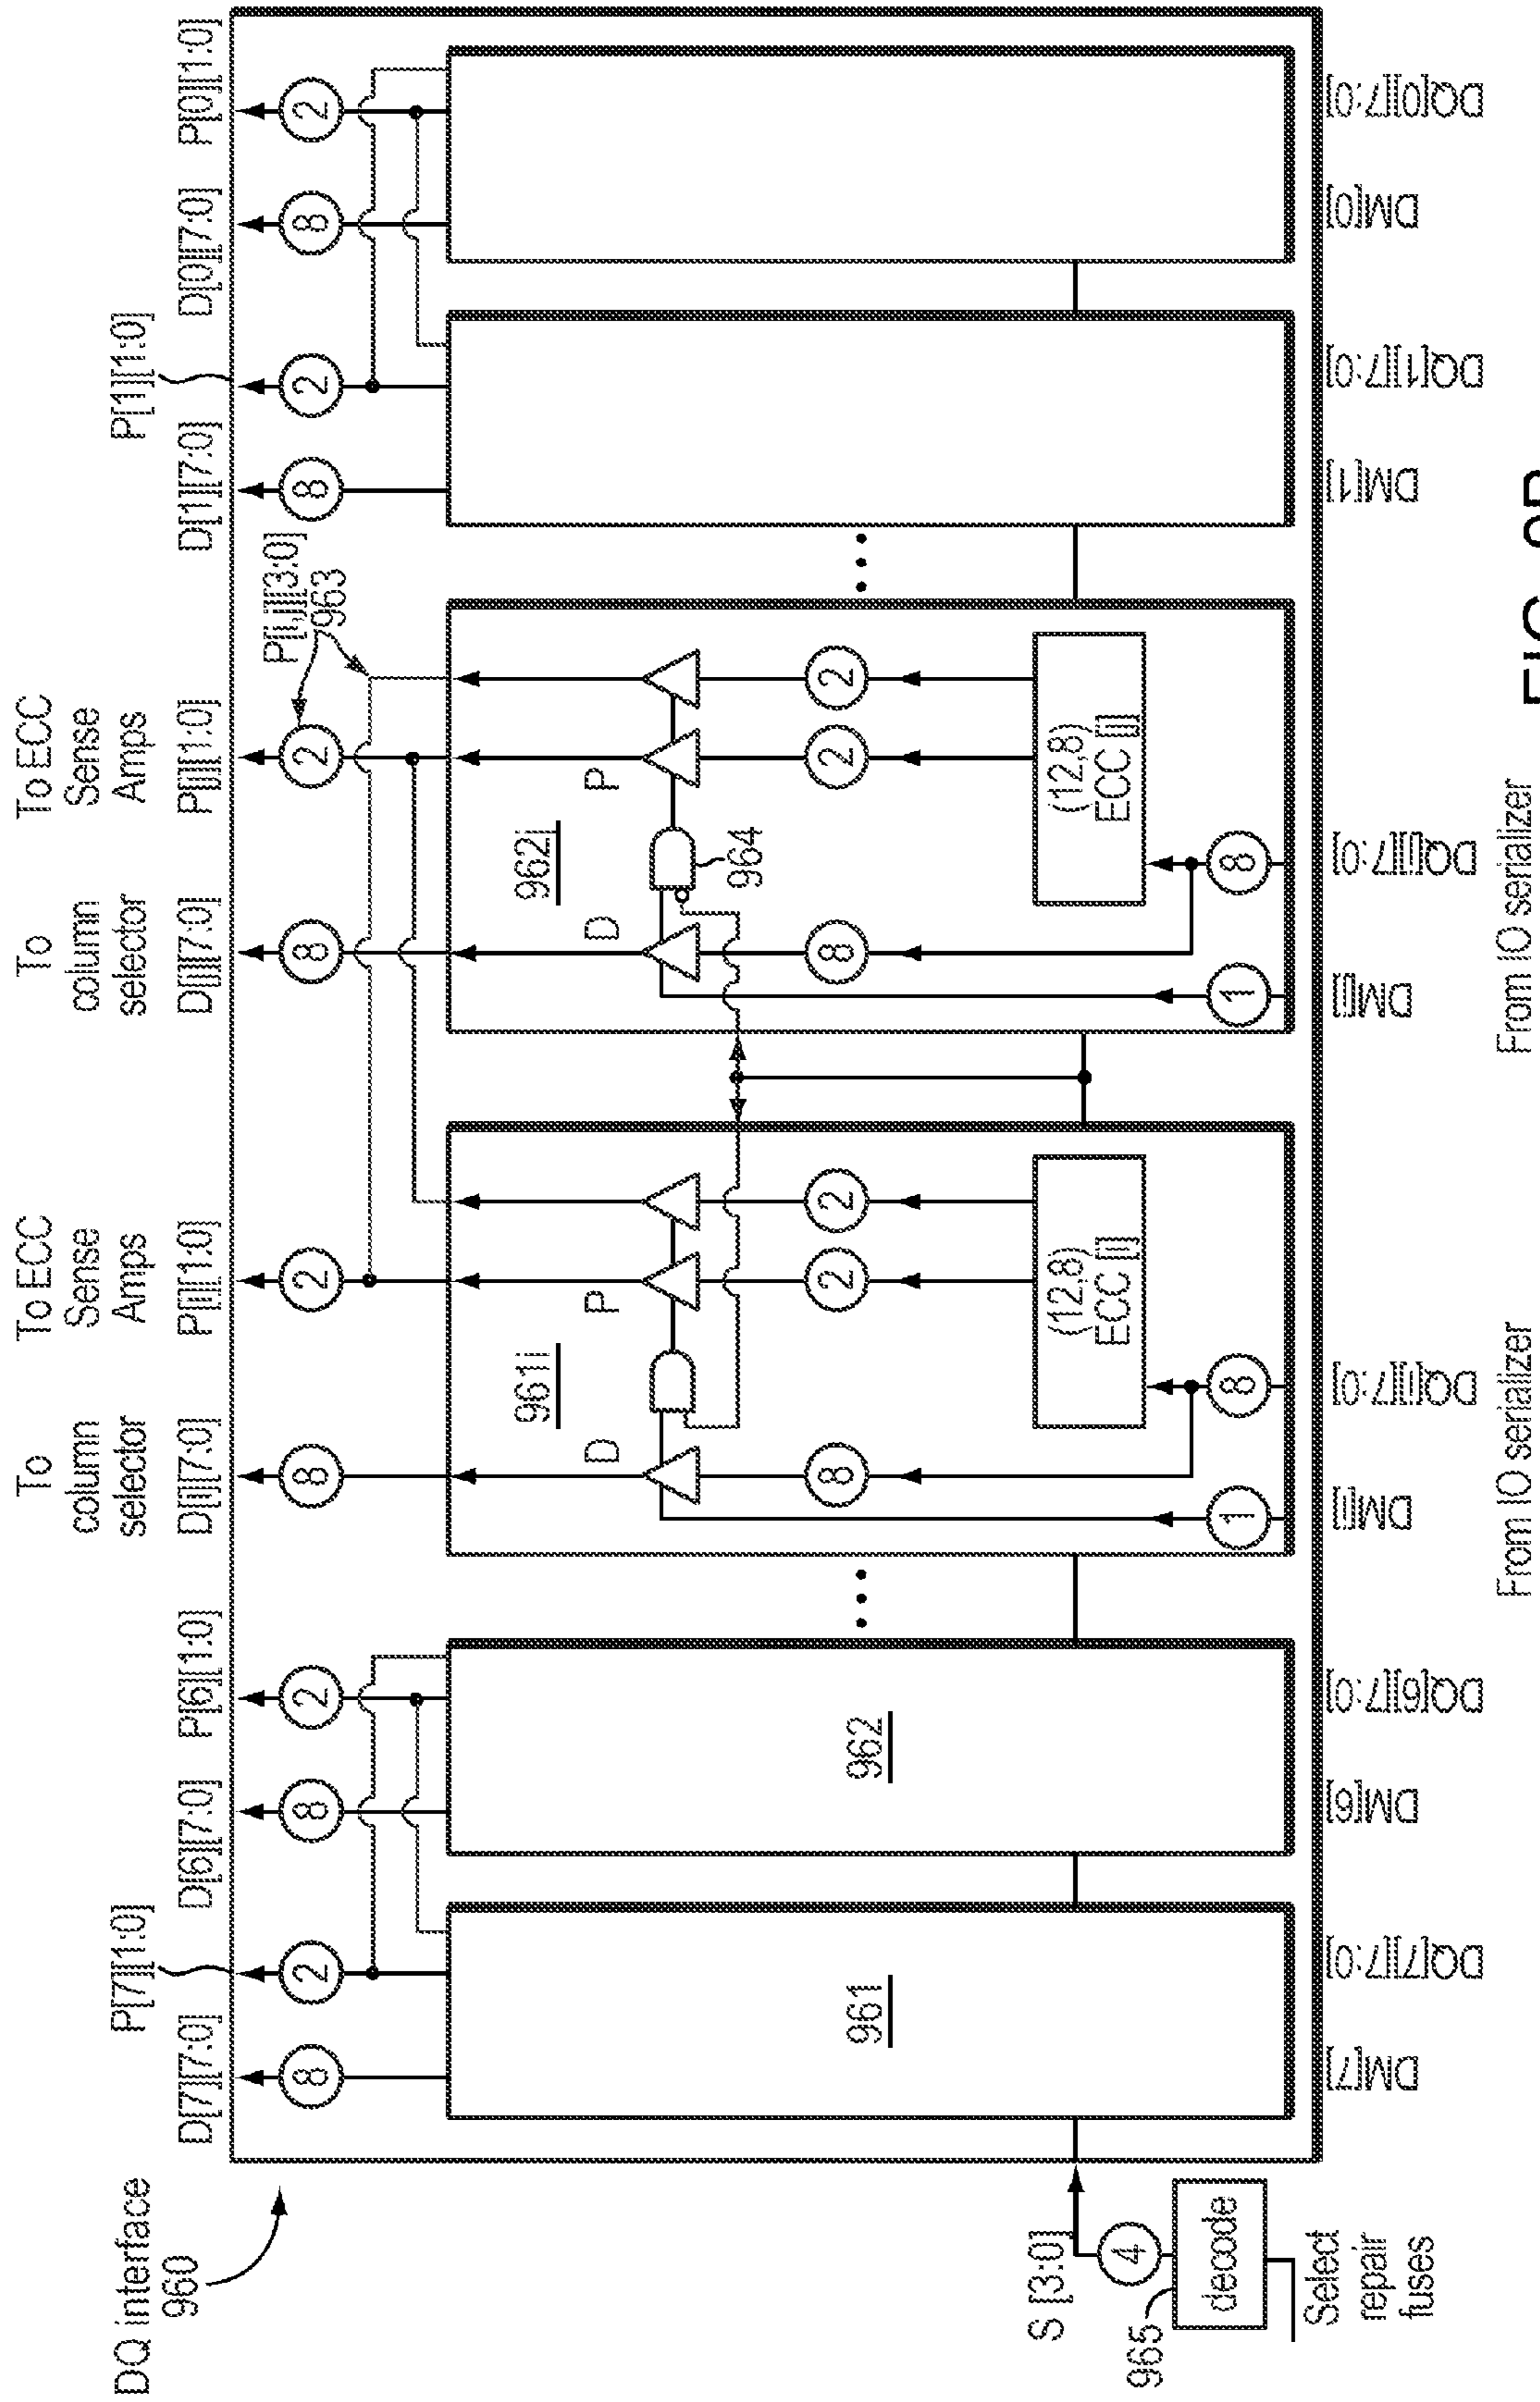 DQ interface
960
D[7][7:0]
P[7][1:0]
D[6][7:0]
P[6][1:0]
To
column
selector
D[i][7:0]
To ECC
Sense
Amps
P[i][1:0]
To
column
selector
D[j][7:0]
To ECC
Sense
Amps
P[j][1:0]
P[i,j][3:0]
963
D[1][7:0]
P[1][1:0]
D[0][7:0]
P[0][1:0]
8
2
8
2
8
2
8
2
8
2
8
2
961
962
961i
D
P
8
2
2
(12,8)
ECC [i]
1
8
962j
D
P
964
8
2
2
(12,8)
ECC [j]
1
8
S [3:0]
4
965
decode
Select
repair
fuses
DM[7]
DQ[7][7:0]
DM[6]
DQ[6][7:0]
DM[i]
DQ[i][7:0]
DM[j]
DQ[j][7:0]
DM[1]
DQ[1][7:0]
DM[0]
DQ[0][7:0]
From IO serializer
From IO serializer